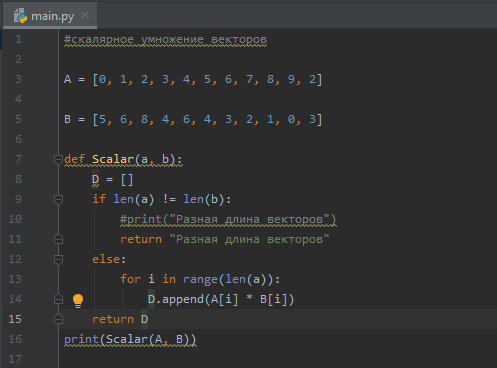 main.py
1 #скалярное умножение векторов
2
3 A = [0, 1, 2, 3, 4, 5, 6, 7, 8, 9, 2]
4
5 B = [5, 6, 8, 4, 6, 4, 3, 2, 1, 0, 3]
6
7 def Scalar(a, b):
8     D = []
9     if len(a) != len(b):
10         #print("Разная длина векторов")
11         return "Разная длина векторов"
12     else:
13         for i in range(len(a)):
14             D.append(A[i] * B[i])
15     return D
16 print(Scalar(A, B))
17